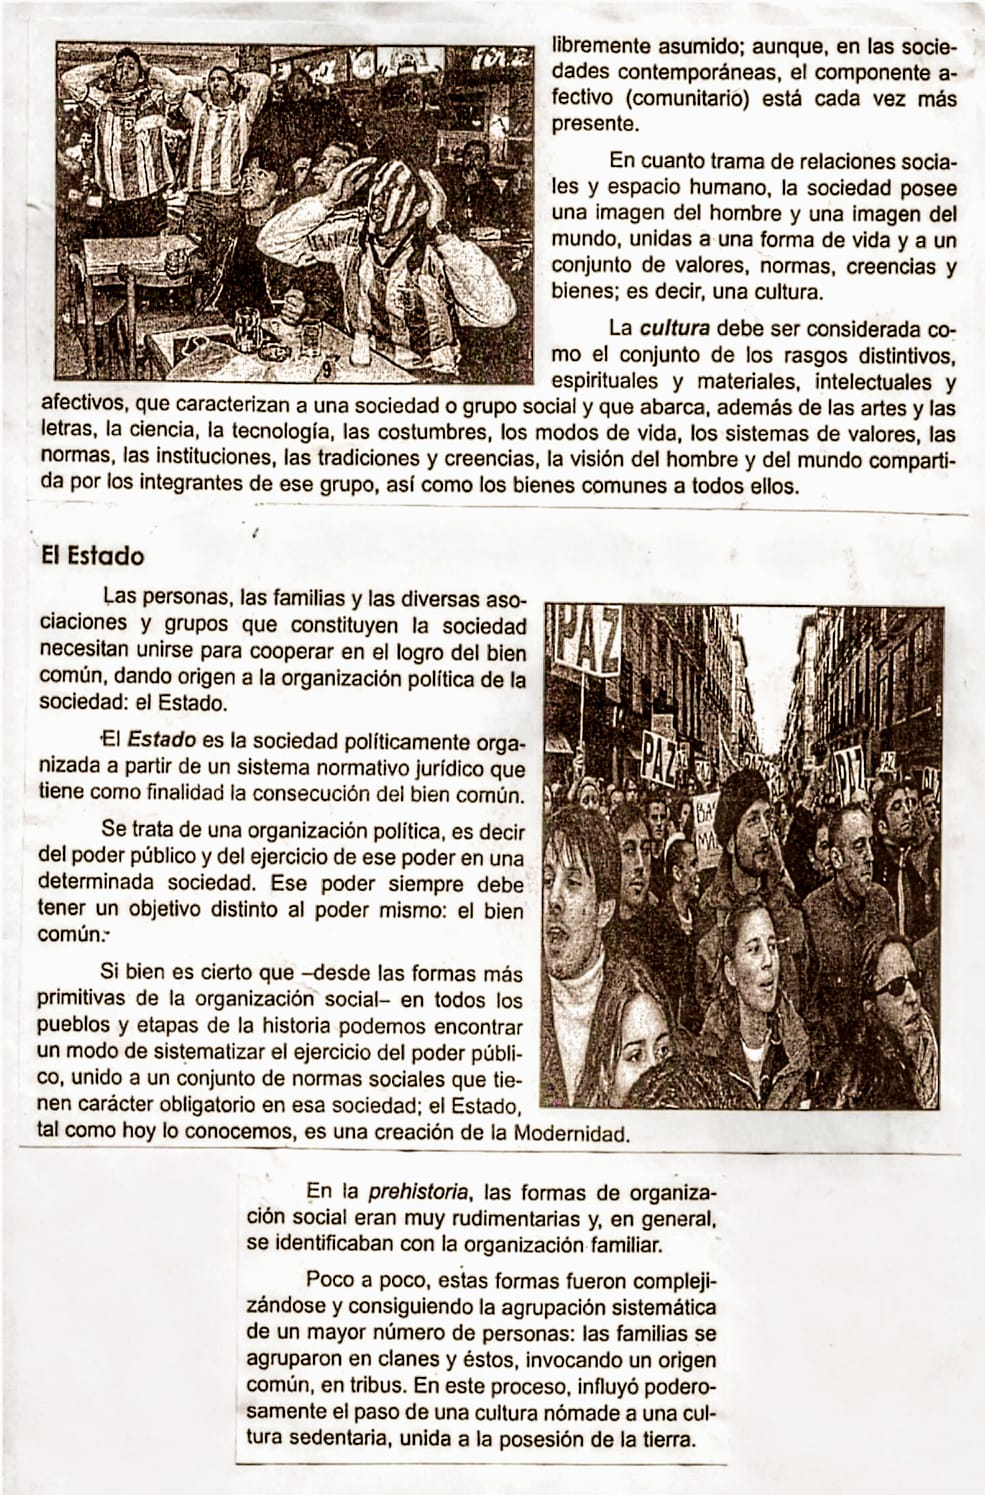 libremente asumido; aunque, en las socie-
dades contemporáneas, el componente a-
fectivo (comunitario) está cada vez más
presente.
En cuanto trama de relaciones socia-
les y espacio humano, la sociedad posee
una imagen del hombre y una imagen del
mundo, unidas a una forma de vida y a un
conjunto de valores, normas, creencias y
bienes; es decir, una cultura.
La cultura debe ser considerada co-
mo el conjunto de los rasgos distintivos,
espirituales y materiales, intelectuales y
afectivos, que caracterizan a una sociedad o grupo social y que abarca, además de las artes y las
letras, la ciencia, la tecnología, las costumbres, los modos de vida, los sistemas de valores, las
normas, las instituciones, las tradiciones y creencias, la visión del hombre y del mundo comparti-
da por los integrantes de ese grupo, así como los bienes comunes a todos ellos.
El Estado
Las personas, las familias y las diversas aso-
ciaciones y grupos que constituyen la sociedad
necesitan unirse para cooperar en el logro del bien
común, dando origen a la organización política de la
sociedad: el Estado.
El Estado es la sociedad políticamente orga-
nizada a partir de un sistema normativo jurídico que
tiene como finalidad la consecución del bien común.
Se trata de una organización política, es decir
del poder público y del ejercicio de ese poder en una
determinada sociedad. Ese poder siempre debe
tener un objetivo distinto al poder mismo: el bien
común.
Si bien es cierto que –desde las formas más
primitivas de la organización social– en todos los
pueblos y etapas de la historia podemos encontrar
un modo de sistematizar el ejercicio del poder públi-
co, unido a un conjunto de normas sociales que tie-
nen carácter obligatorio en esa sociedad; el Estado,
tal como hoy lo conocemos, es una creación de la Modernidad.
PAZ
PAZ
PAZ
En la prehistoria, las formas de organiza-
ción social eran muy rudimentarias y, en general,
se identificaban con la organización familiar.
Poco a poco, estas formas fueron compleji-
zándose y consiguiendo la agrupación sistemática
de un mayor número de personas: las familias se
agruparon en clanes y éstos, invocando un origen
común, en tribus. En este proceso, influyó podero-
samente el paso de una cultura nómade a una cul-
tura sedentaria, unida a la posesión de la tierra.